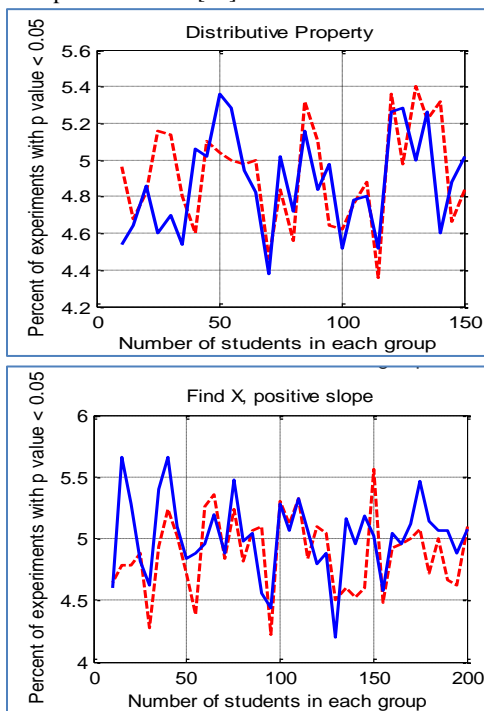 Distributive Property
5.6
5.4
5.2
5
4.8
4.6
4.4
4.2
0 50 100 150
Number of students in each group
Percent of experiments with p value < 0.05
Find X, positive slope
6
5.5
5
4.5
4
0 50 100 150 200
Number of students in each group
Percent of experiments with p value < 0.05